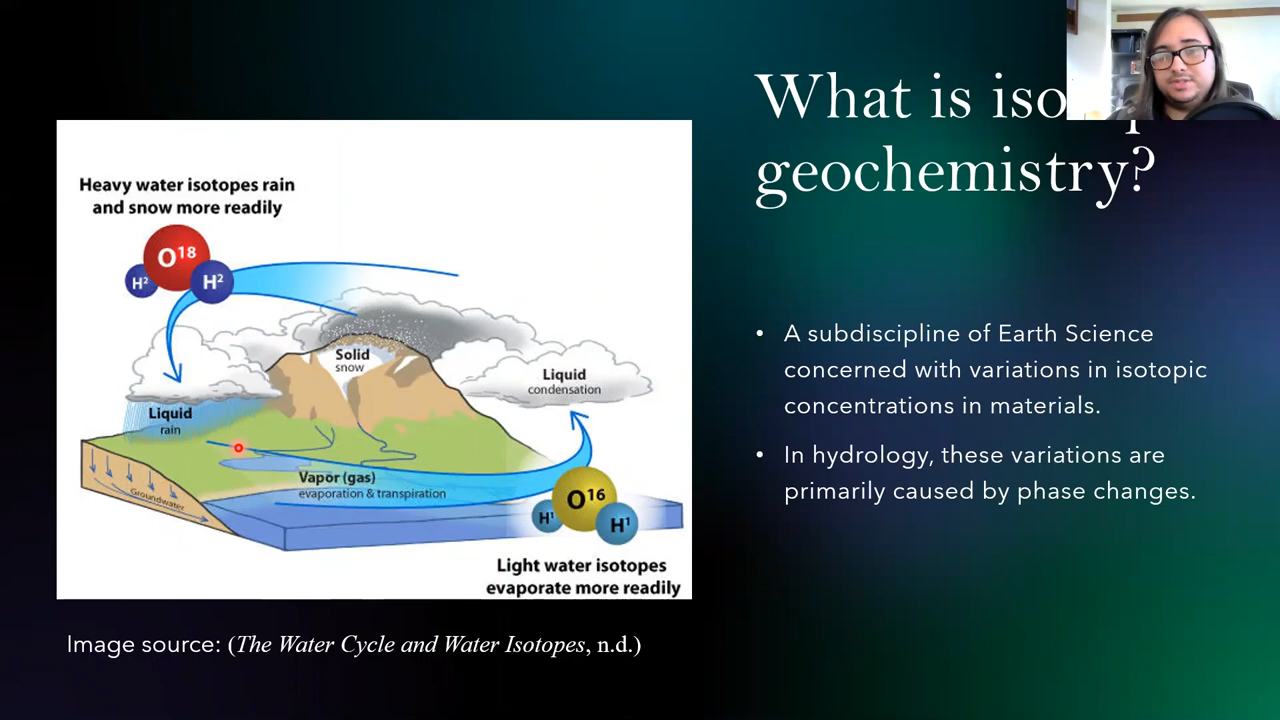 What is
geochemistry?
Heavy water isotopes rain
and snow more readily
O18
H2
H2
Solid
snow
Liquid
condensation
Liquid
rain
Vapor (gas)
evaporation & transpiration
Groundwater
O16
H1
H1
Light water isotopes
evaporate more readily
• A subdiscipline of Earth Science
concerned with variations in isotopic
concentrations in materials.
• In hydrology, these variations are
primarily caused by phase changes.
Image source: (The Water Cycle and Water Isotopes, n.d.)